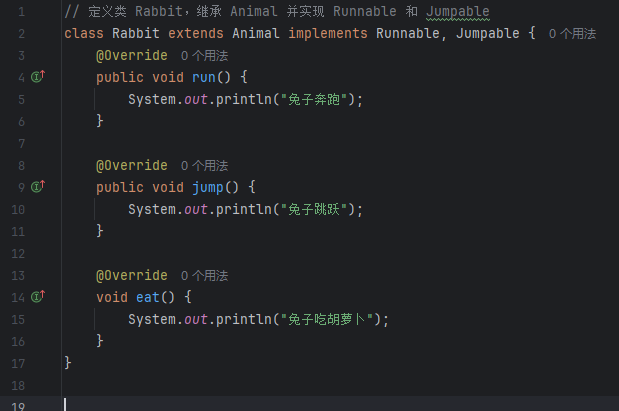 1 // 定义类 Rabbit，继承 Animal 并实现 Runnable 和 Jumpable
2 class Rabbit extends Animal implements Runnable, Jumpable { 0 个用法
3 @Override 0 个用法
4 public void run() {
5 System.out.println("兔子奔跑");
6 }
7
8 @Override 0 个用法
9 public void jump() {
10 System.out.println("兔子跳跃");
11 }
12
13 @Override 0 个用法
14 void eat() {
15 System.out.println("兔子吃胡萝卜");
16 }
17 }
18
19